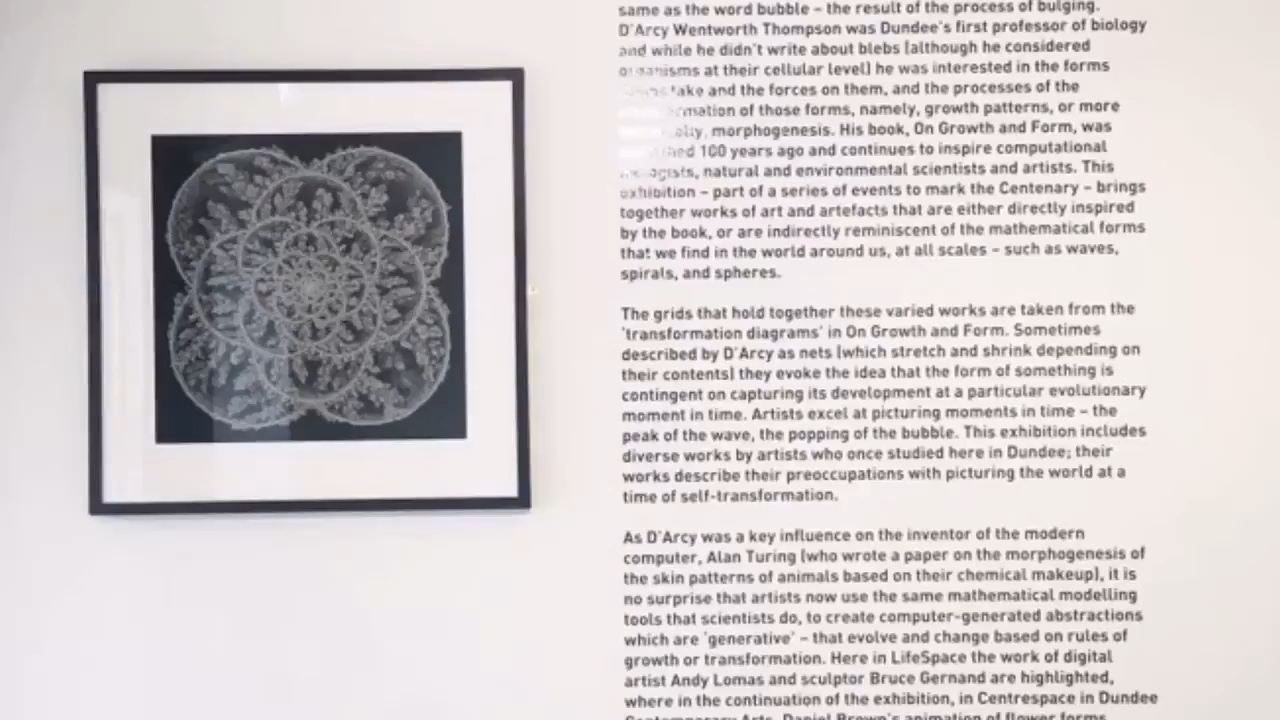 same as the word bubble – the result of the process of bulging.
D'Arcy Wentworth Thompson was Dundee's first professor of biology
and while he didn't write about blebs (although he considered
organisms at their cellular level) he was interested in the forms
take and the forces on them, and the processes of the
of those forms, namely, growth patterns, or more
morphogenesis. His book, On Growth and Form, was
100 years ago and continues to inspire computational
natural and environmental scientists and artists. This
exhibition – part of a series of events to mark the Centenary – brings
together works of art and artefacts that are either directly inspired
by the book, or are indirectly reminiscent of the mathematical forms
that we find in the world around us, at all scales – such as waves,
spirals, and spheres.
The grids that hold together these varied works are taken from the
'transformation diagrams' in On Growth and Form. Sometimes
described by D'Arcy as nets (which stretch and shrink depending on
their contents) they evoke the idea that the form of something is
contingent on capturing its development at a particular evolutionary
moment in time. Artists excel at picturing moments in time – the
peak of the wave, the popping of the bubble. This exhibition includes
diverse works by artists who once studied here in Dundee; their
works describe their preoccupations with picturing the world at a
time of self-transformation.
As D'Arcy was a key influence on the inventor of the modern
computer, Alan Turing (who wrote a paper on the morphogenesis of
the skin patterns of animals based on their chemical makeup), it is
no surprise that artists now use the same mathematical modelling
tools that scientists do, to create computer-generated abstractions
which are 'generative' – that evolve and change based on rules of
growth or transformation. Here in LifeSpace the work of digital
artist Andy Lomas and sculptor Bruce Gernand are highlighted,
where in the continuation of the exhibition, in Centrespace in Dundee
Contemporary Arts, Daniel Brown's animation of flower forms